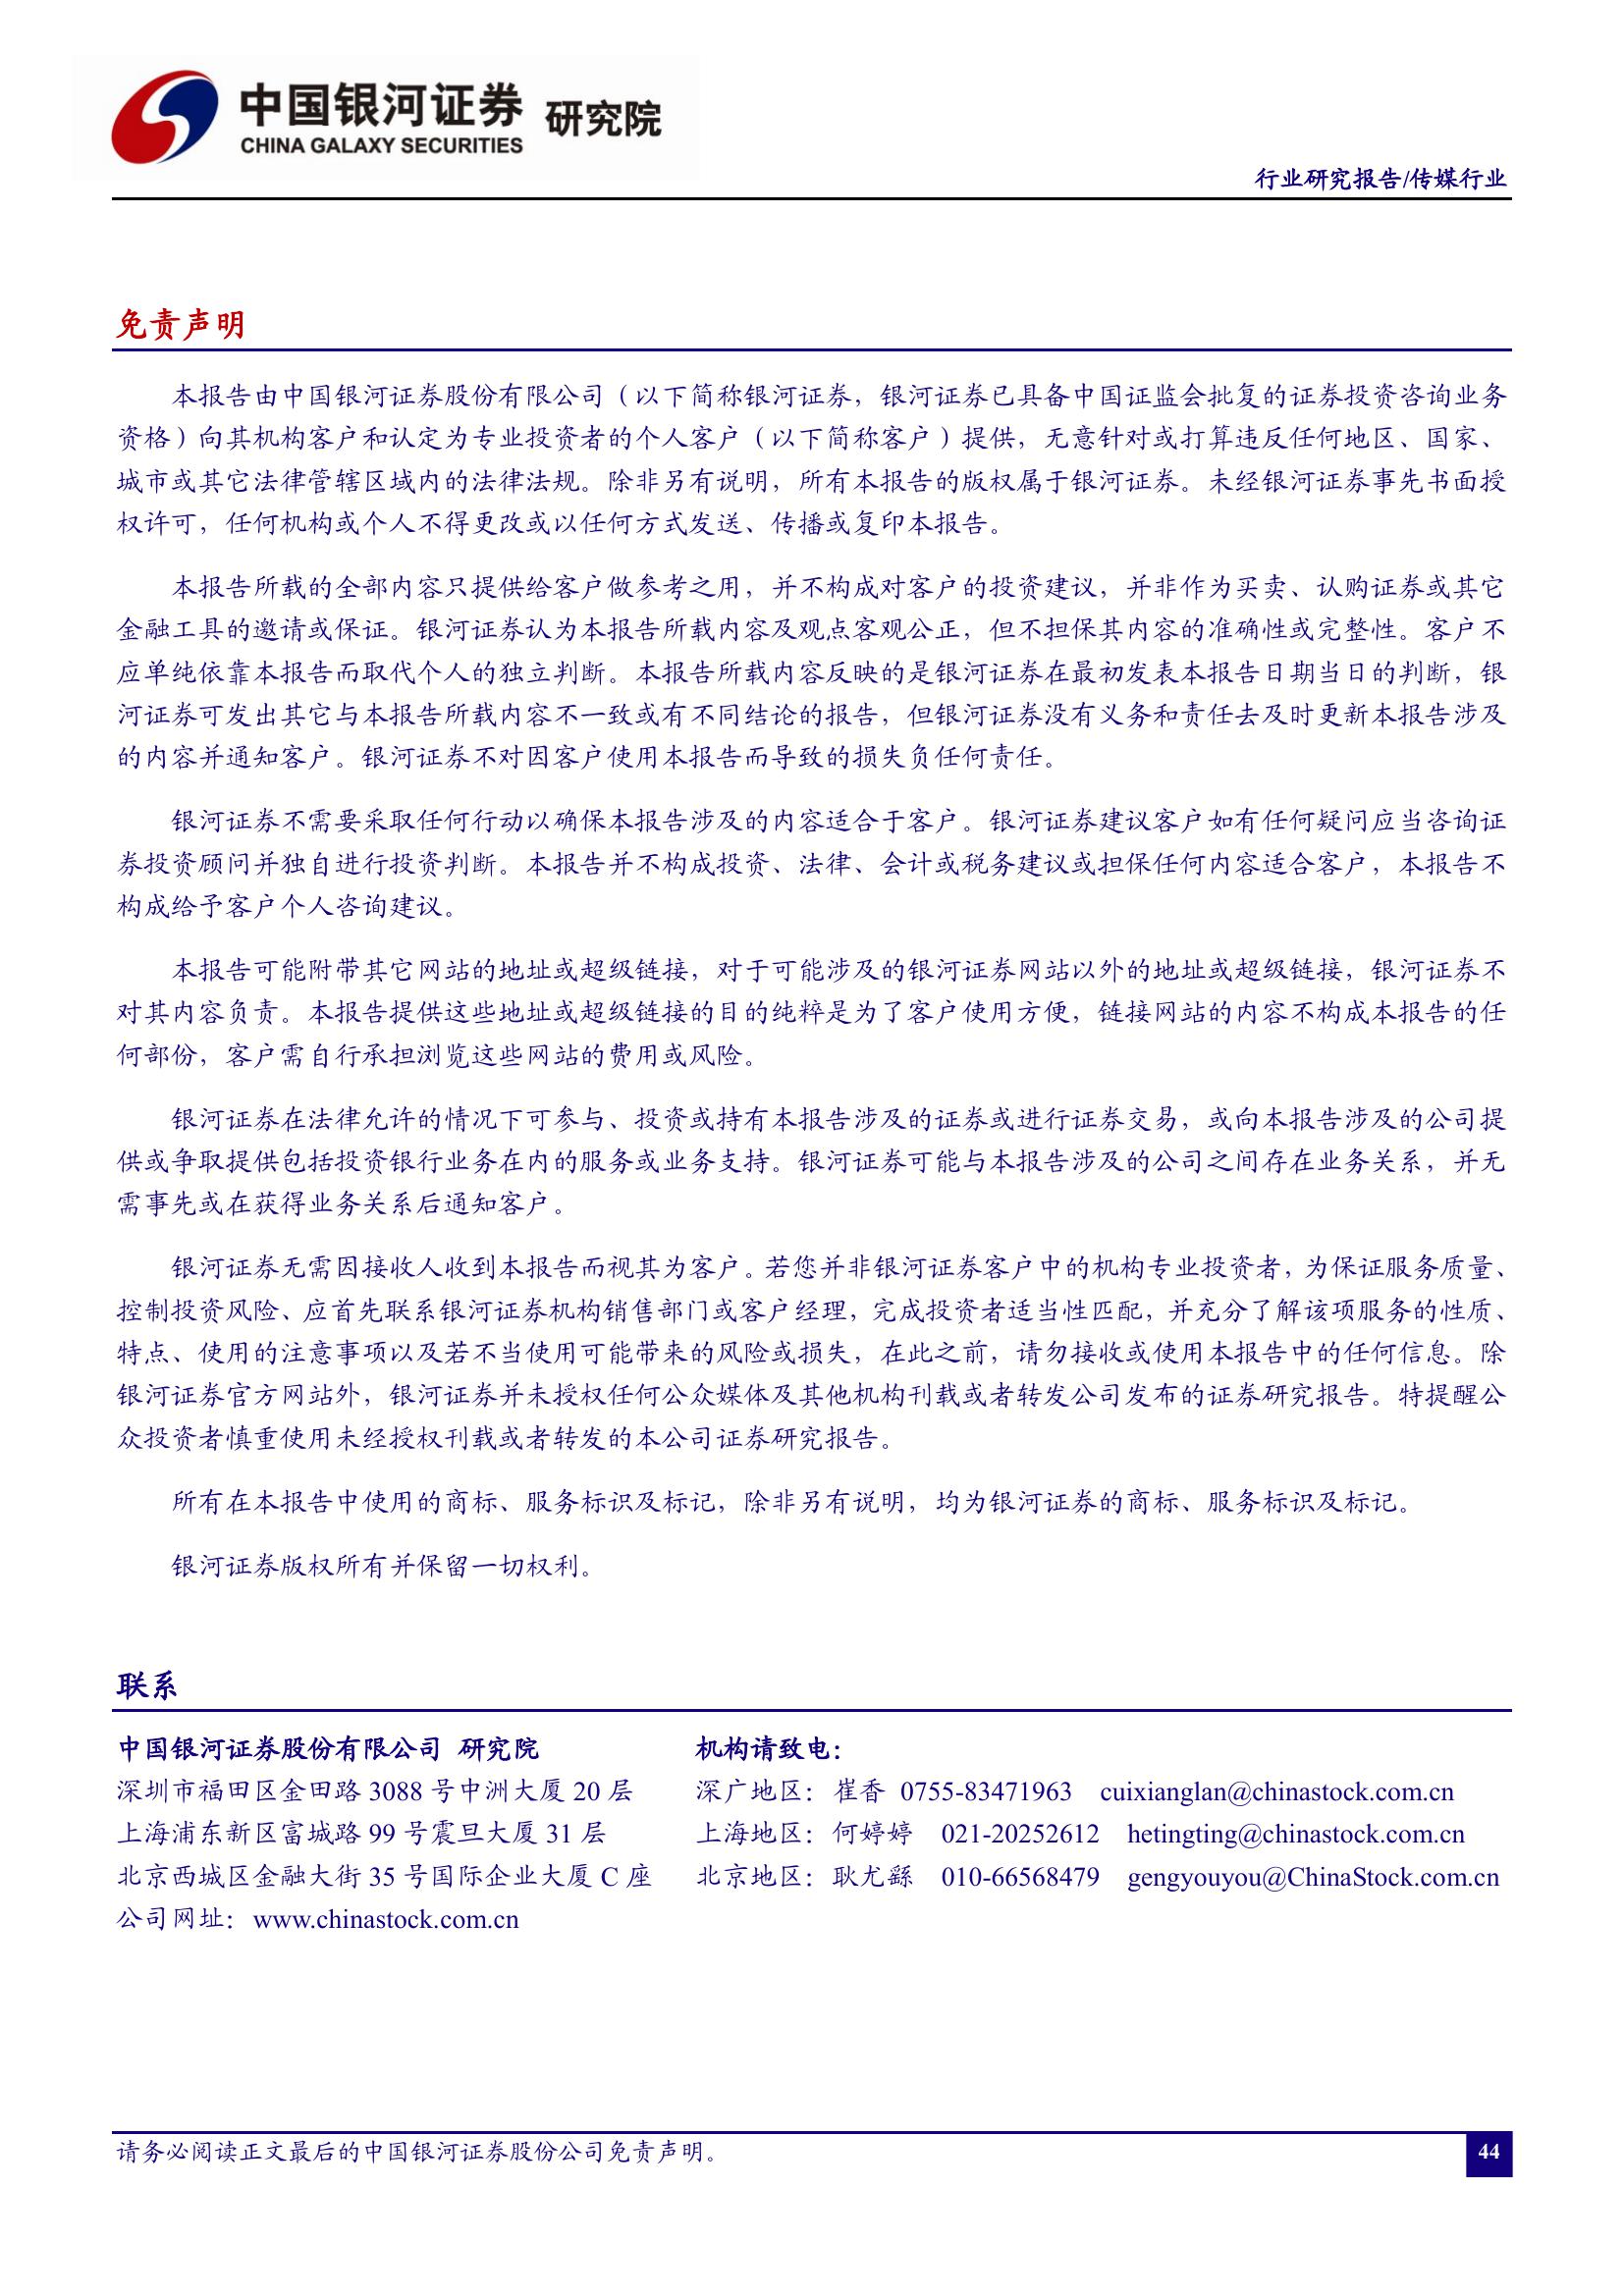 中国银河证券 研究院
CHINA GALAXY SECURITIES
行业研究报告/传媒行业
免责声明
本报告由中国银河证券股份有限公司（以下简称银河证券，银河证券已具备中国证监会批复的证券投资咨询业务
资格）向其机构客户和认定为专业投资者的个人客户（以下简称客户）提供，无意针对或打算违反任何地区、国家、
城市或其它法律管辖区域内的法律法规。除非另有说明，所有本报告的版权属于银河证券。未经银河证券事先书面授
权许可，任何机构或个人不得更改或以任何方式发送、传播或复印本报告。
本报告所载的全部内容只提供给客户做参考之用，并不构成对客户的投资建议，并非作为买卖、认购证券或其它
金融工具的邀请或保证。银河证券认为本报告所载内容及观点客观公正，但不担保其内容的准确性或完整性。客户不
应单纯依靠本报告而取代个人的独立判断。本报告所载内容反映的是银河证券在最初发表本报告日期当日的判断，银
河证券可发出其它与本报告所载内容不一致或有不同结论的报告，但银河证券没有义务和责任去及时更新本报告涉及
的内容并通知客户。银河证券不对因客户使用本报告而导致的损失负任何责任。
银河证券不需要采取任何行动以确保本报告涉及的内容适合于客户。银河证券建议客户如有任何疑问应当咨询证
券投资顾问并独自进行投资判断。本报告并不构成投资、法律、会计或税务建议或担保任何内容适合客户，本报告不
构成给予客户个人咨询建议。
本报告可能附带其它网站的地址或超级链接，对于可能涉及的银河证券网站以外的地址或超级链接，银河证券不
对其内容负责。本报告提供这些地址或超级链接的目的纯粹是为了客户使用方便，链接网站的内容不构成本报告的任
何部份，客户需自行承担浏览这些网站的费用或风险。
银河证券在法律允许的情况下可参与、投资或持有本报告涉及的证券或进行证券交易，或向本报告涉及的公司提
供或争取提供包括投资银行业务在内的服务或业务支持。银河证券可能与本报告涉及的公司之间存在业务关系，并无
需事先或在获得业务关系后通知客户。
银河证券无需因接收人收到本报告而视其为客户。若您并非银河证券客户中的机构专业投资者，为保证服务质量、
控制投资风险、应首先联系银河证券机构销售部门或客户经理，完成投资者适当性匹配，并充分了解该项服务的性质、
特点、使用的注意事项以及若不当使用可能带来的风险或损失，在此之前，请勿接收或使用本报告中的任何信息。除
银河证券官方网站外，银河证券并未授权任何公众媒体及其他机构刊载或者转发公司发布的证券研究报告。特提醒公
众投资者慎重使用未经授权刊载或者转发的本公司证券研究报告。
所有在本报告中使用的商标、服务标识及标记，除非另有说明，均为银河证券的商标、服务标识及标记。
银河证券版权所有并保留一切权利。
联系
中国银河证券股份有限公司 研究院
深圳市福田区金田路 3088 号中洲大厦 20 层
上海浦东新区富城路 99 号震旦大厦 31 层
北京西城区金融大街 35 号国际企业大厦 C 座
公司网址：www.chinastock.com.cn
机构请致电：
深广地区：崔香 0755-83471963 cuixianglan@chinastock.com.cn
上海地区：何婷婷 021-20252612 hetingting@chinastock.com.cn
北京地区：耿尤繇 010-66568479 gengyouyou@ChinaStock.com.cn
请务必阅读正文最后的中国银河证券股份公司免责声明。
44